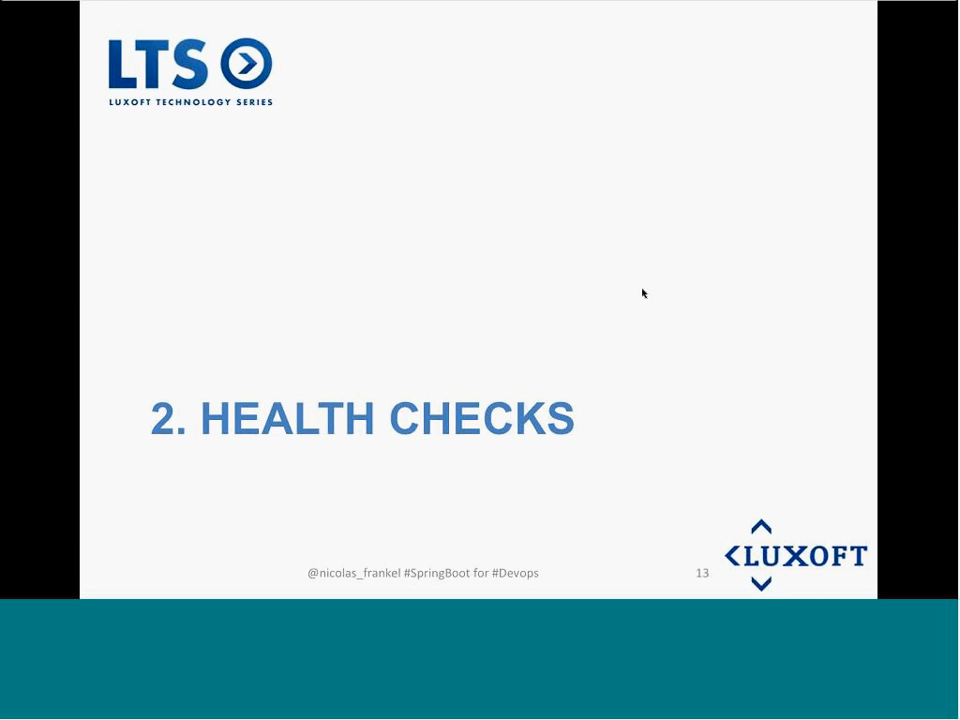 LTS
LUXOFT TECHNOLOGY SERIES
2. HEALTH CHECKS
@nicolas_frankel #SpringBoot for #Devops
13
LUXOFT